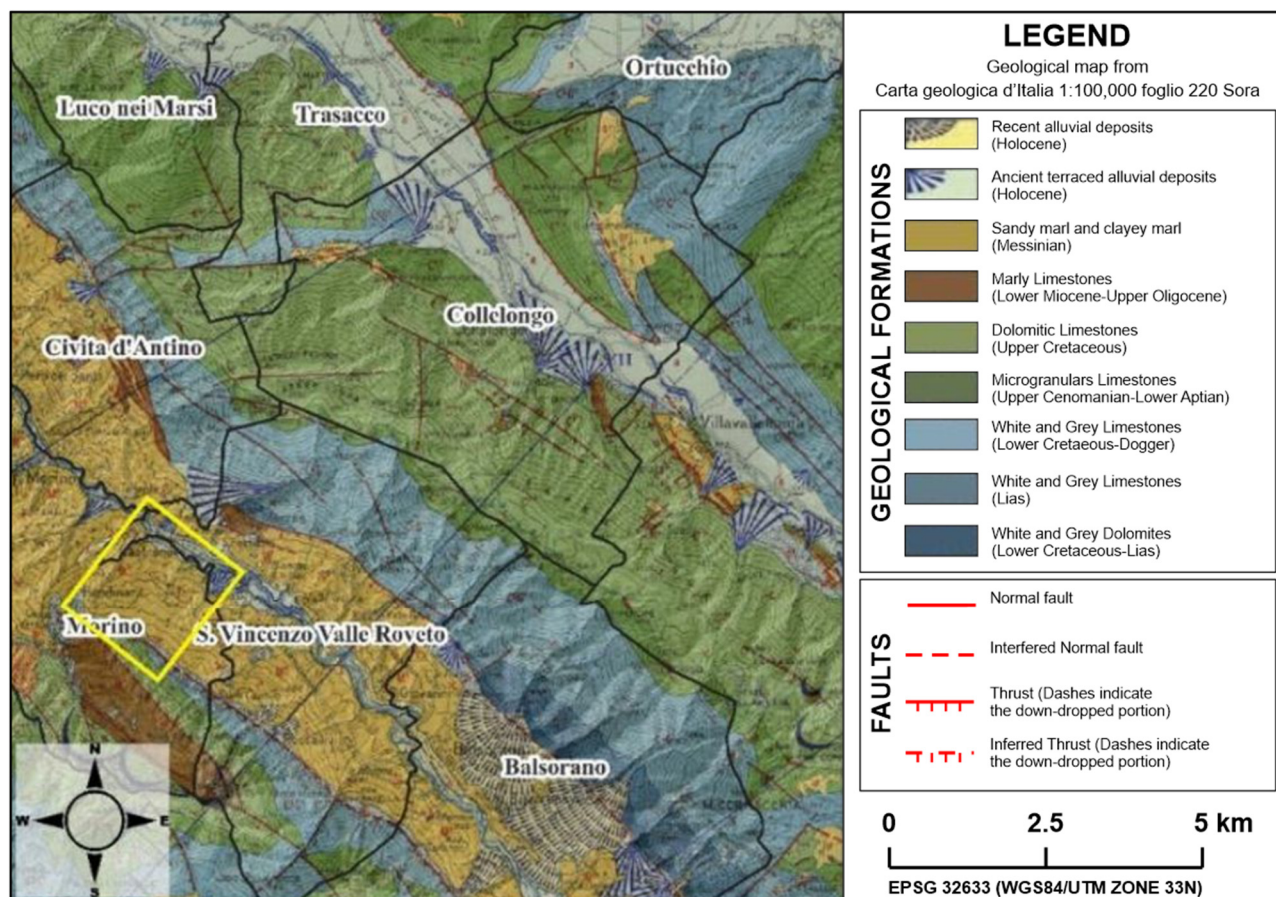 Luco nei Marsi
Trasacco
Ortucchio
Collelongo
Civita d'Antino
Morino
S. Vincenzo Valle Roveto
Balsorano
N
W
E
S
LEGEND
Geological map from
Carta geologica d'Italia 1:100,000 foglio 220 Sora
GEOLOGICAL FORMATIONS
Recent alluvial deposits
(Holocene)
Ancient terraced alluvial deposits
(Holocene)
Sandy marl and clayey marl
(Messinian)
Marly Limestones
(Lower Miocene-Upper Oligocene)
Dolomitic Limestones
(Upper Cretaceous)
Microgranulars Limestones
(Upper Cenomanian-Lower Aptian)
White and Grey Limestones
(Lower Cretaeous-Dogger)
White and Grey Limestones
(Lias)
White and Grey Dolomites
(Lower Cretaceous-Lias)
FAULTS
Normal fault
Interfered Normal fault
Thrust (Dashes indicate
the down-dropped portion)
Inferred Thrust (Dashes indicate
the down-dropped portion)
0 2.5 5 km
EPSG 32633 (WGS84/UTM ZONE 33N)